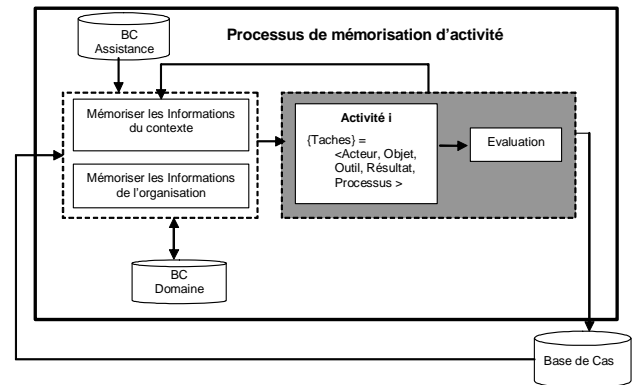 Processus de mémorisation d'activité
BC
Assistance
Mémoriser les Informations
du contexte
Mémoriser les Informations
de l'organisation
BC
Domaine
Activité i
{Taches} =
<Acteur, Objet,
Outil, Résultat,
Processus >
Evaluation
Base de Cas